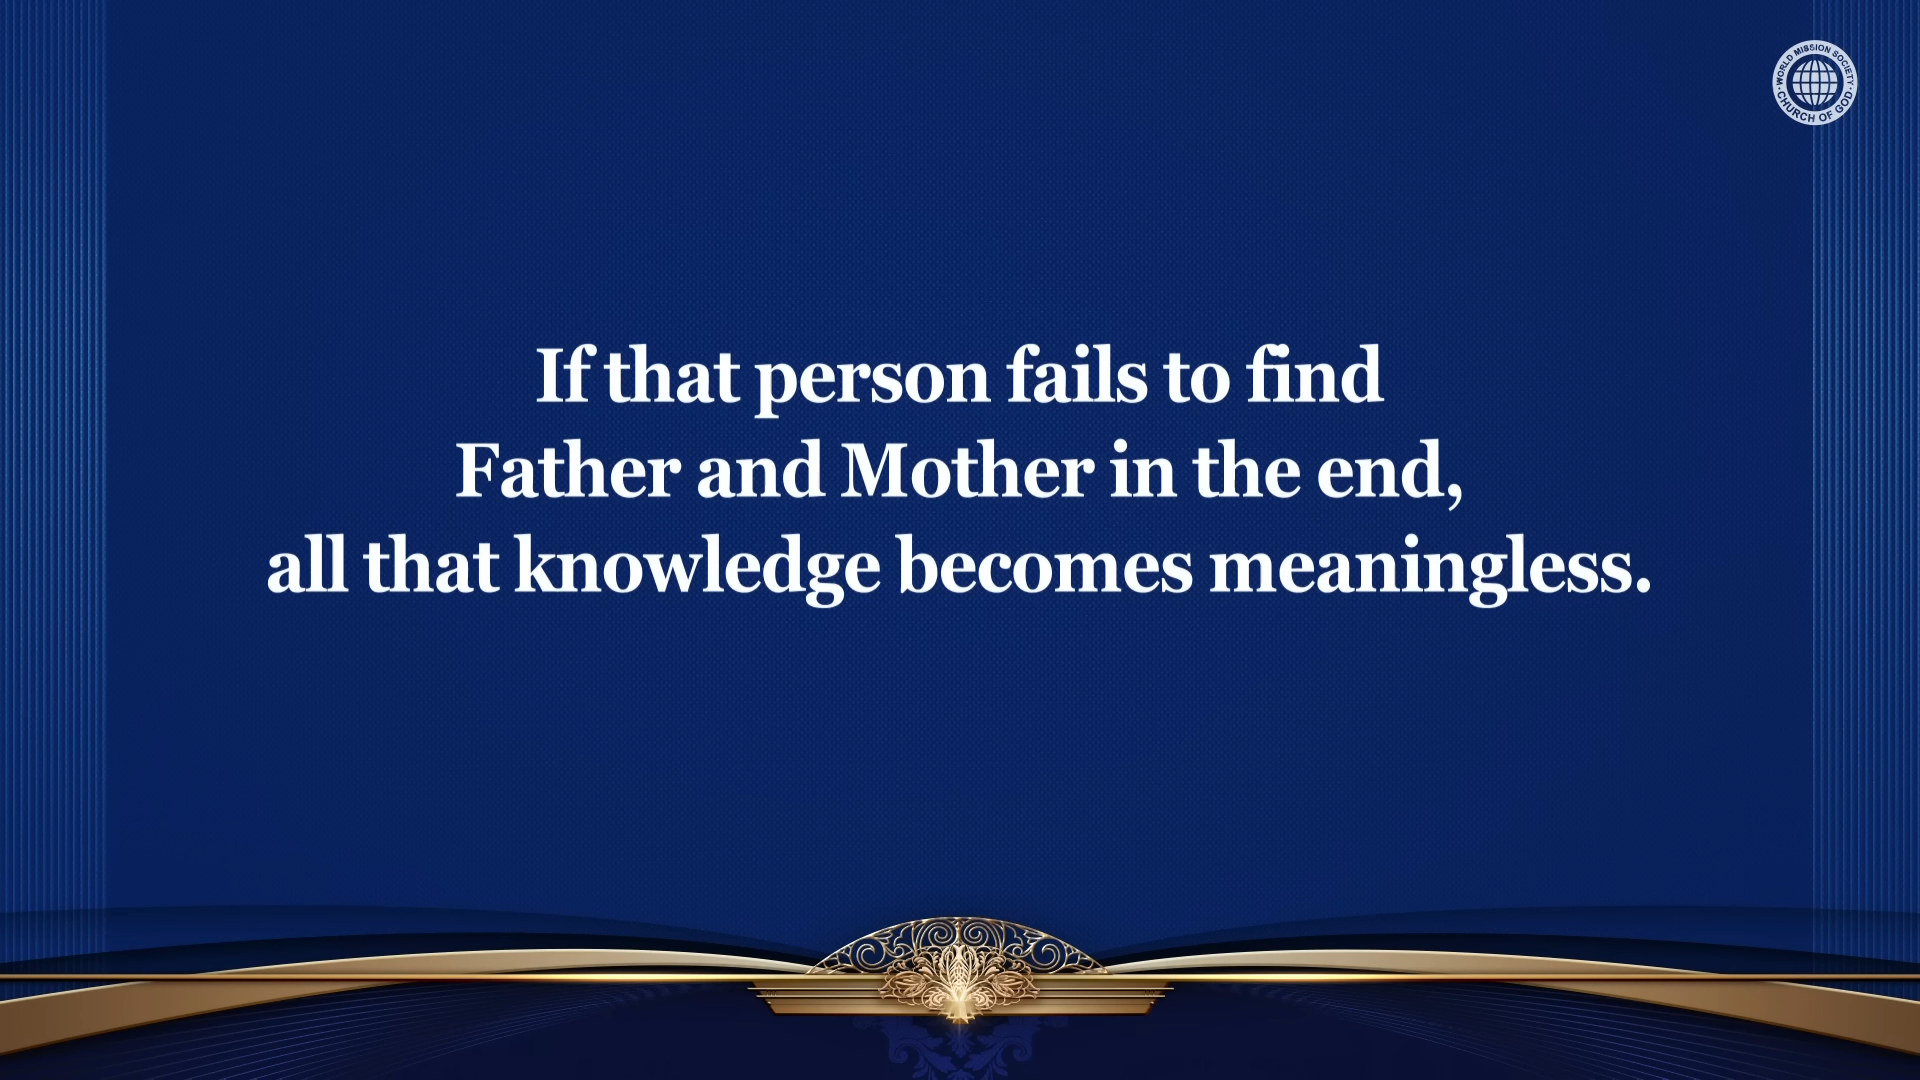 WORLD MISSION SOCIETY
CHURCH OF GOD
If that person fails to find
Father and Mother in the end,
all that knowledge becomes meaningless.